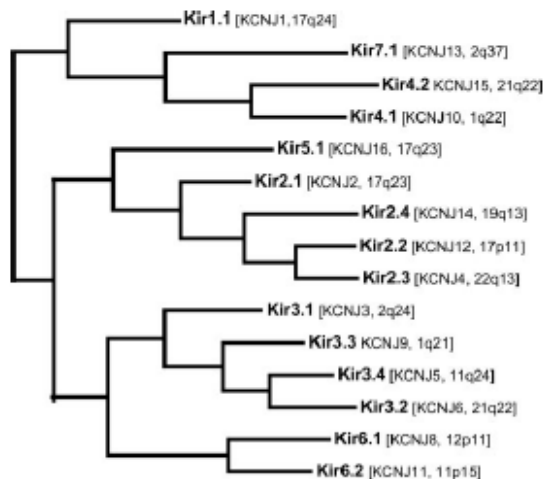 Kir1.1 [KCNJ1,17q24]
Kir7.1 [KCNJ13, 2q37]
Kir4.2 KCNJ15, 21q22]
Kir4.1 [KCNJ10, 1q22]
Kir5.1 [KCNJ16, 17q23]
Kir2.1 [KCNJ2, 17q23]
Kir2.4 [KCNJ14, 19q13]
Kir2.2 [KCNJ12, 17p11]
Kir2.3 [KCNJ4, 22q13]
Kir3.1 [KCNJ3, 2q24]
Kir3.3 KCNJ9, 1q21]
Kir3.4 [KCNJ5, 11q24]
Kir3.2 [KCNJ6, 21q22]
Kir6.1 [KCNJ8, 12p11]
Kir6.2 [KCNJ11, 11p15]